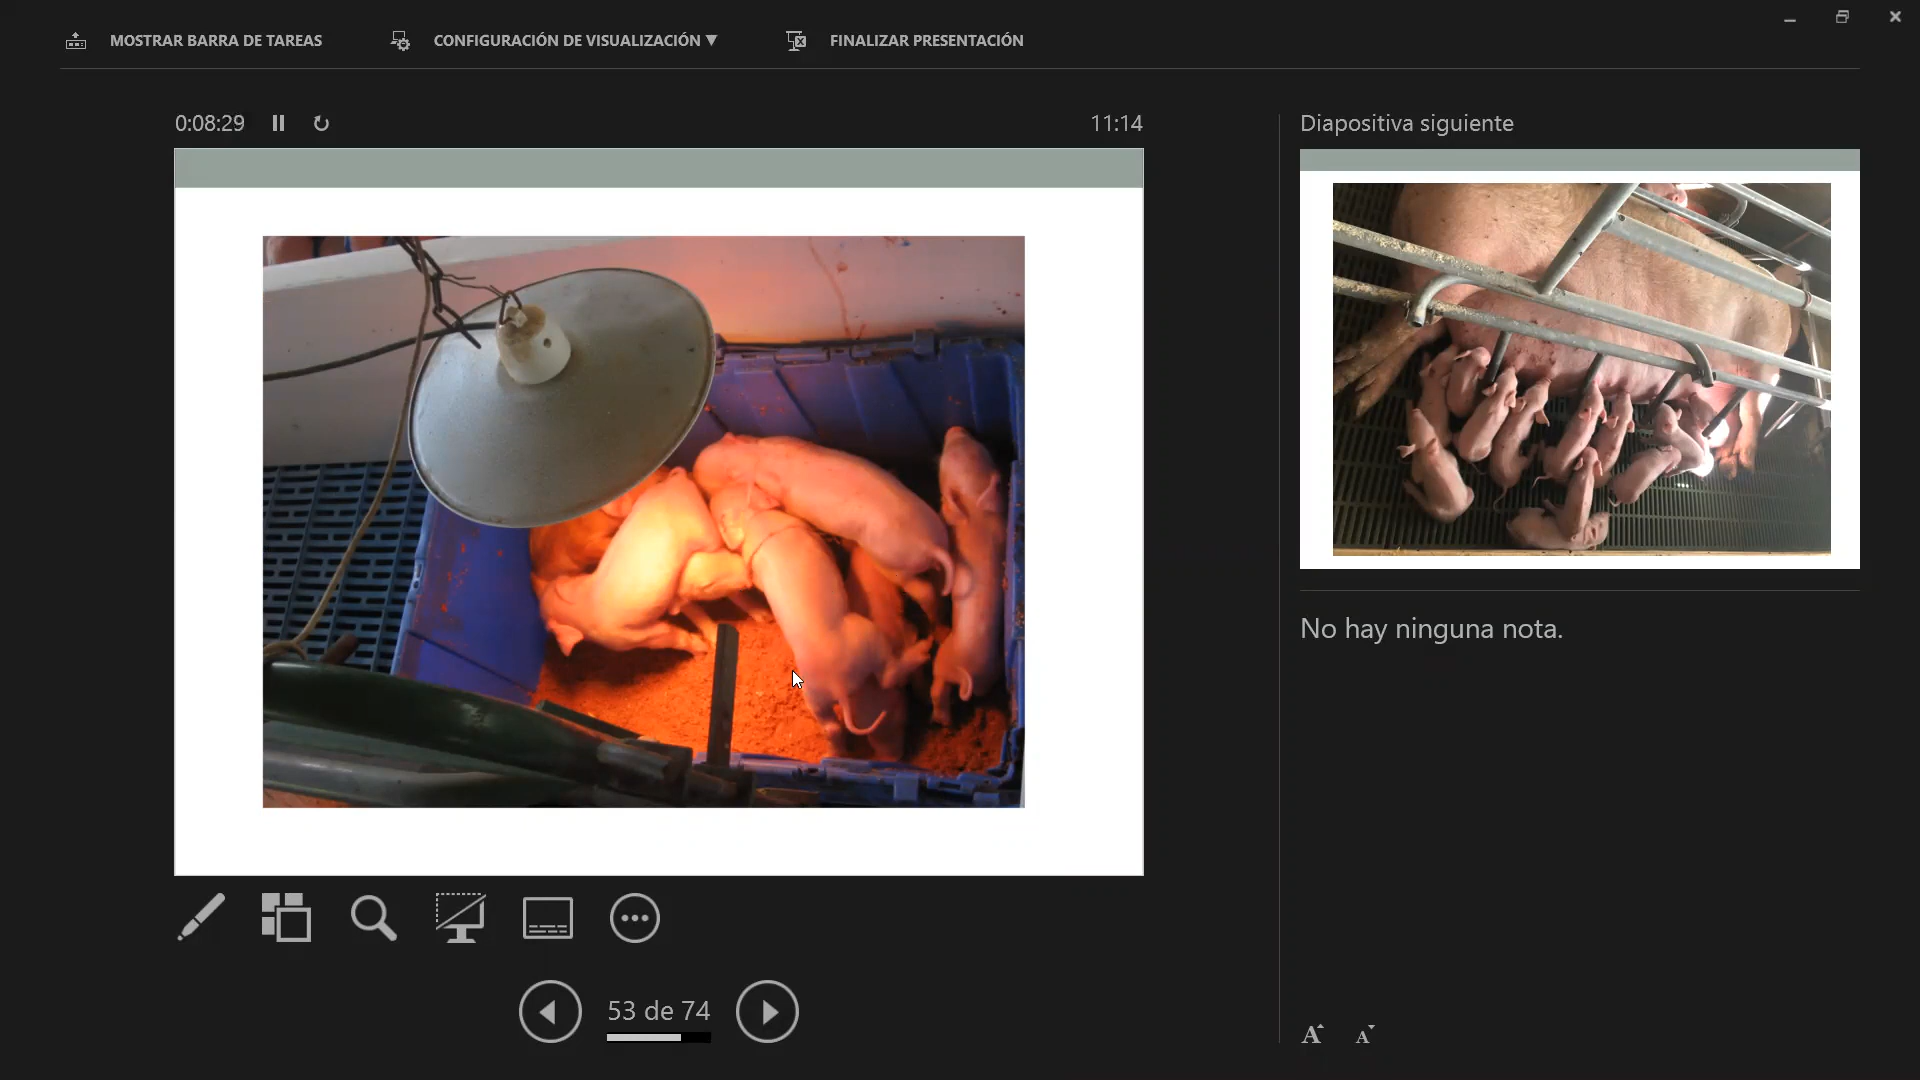 MOSTRAR BARRA DE TAREAS
CONFIGURACIÓN DE VISUALIZACIÓN ▼
FINALIZAR PRESENTACIÓN
0:08:29
11:14
Diapositiva siguiente
No hay ninguna nota.
53 de 74
A A